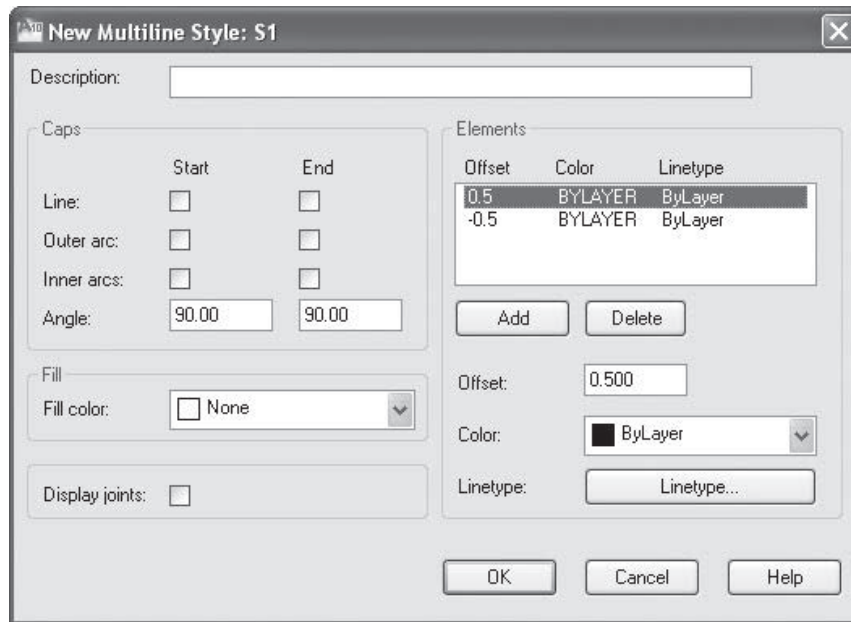 New Multiline Style: S1
Description:
Caps
Start End
Line:
Outer arc:
Inner arcs:
Angle: 90.00 90.00
Fill
Fill color: None
Display joints:
Elements
Offset Color Linetype
0.5 BYLAYER ByLayer
-0.5 BYLAYER ByLayer
Add Delete
Offset: 0.500
Color: ByLayer
Linetype: Linetype...
OK Cancel Help